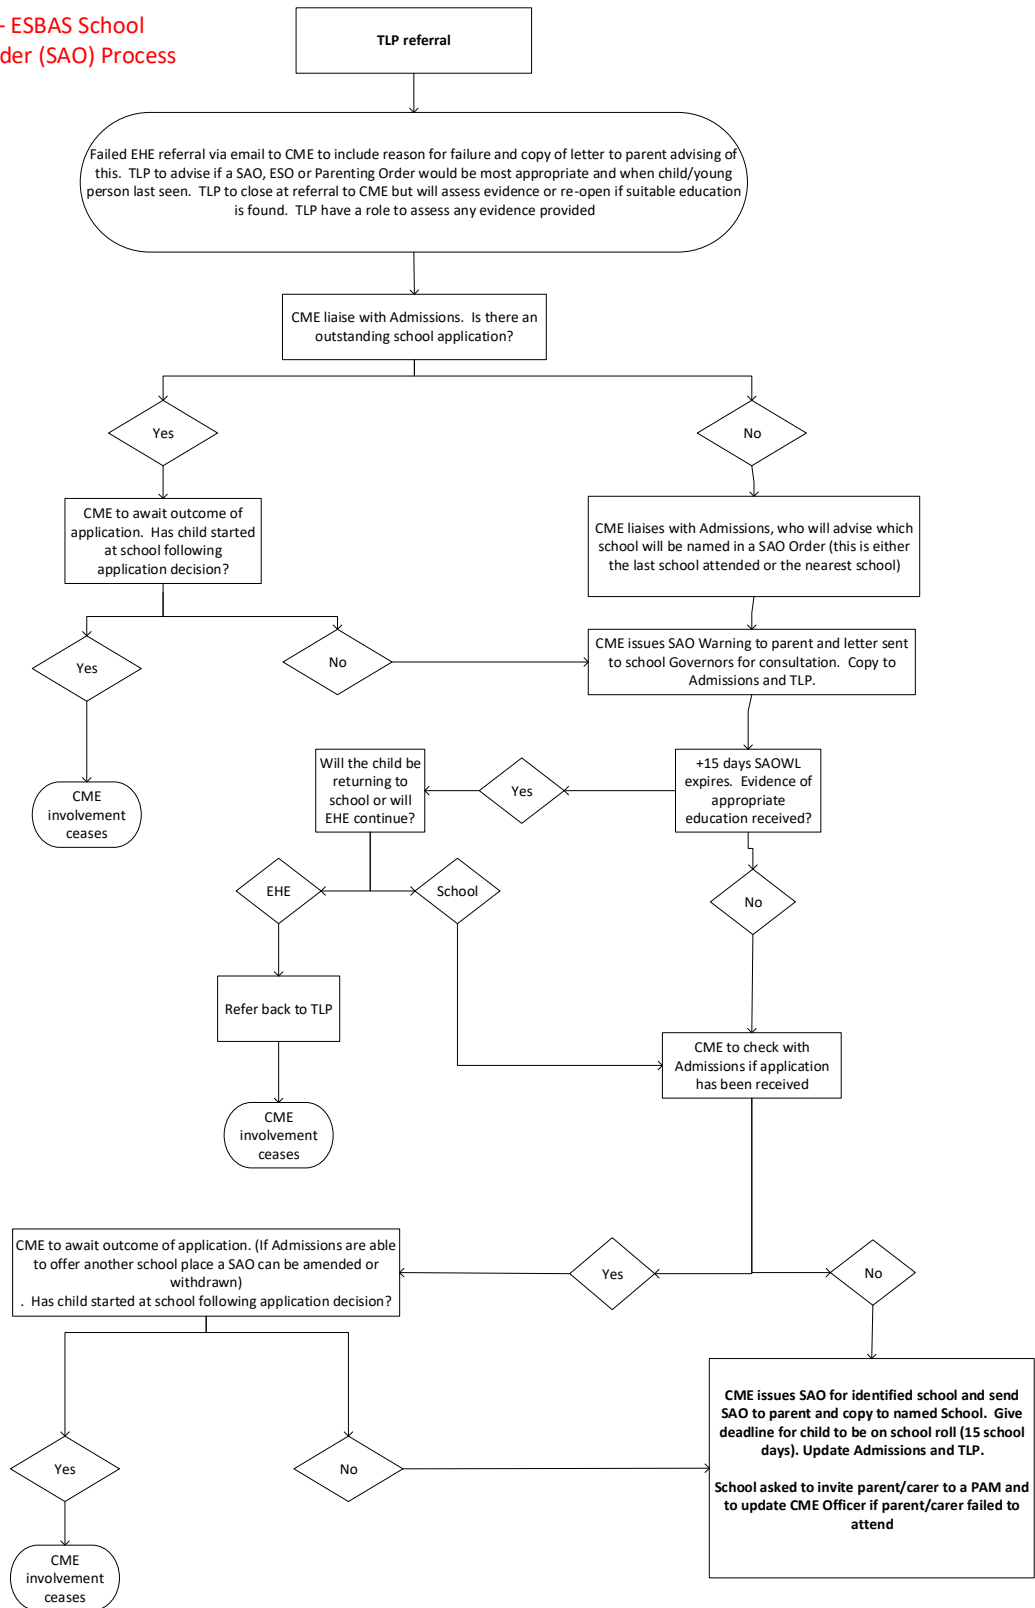 - ESBAS School
der (SAO) Process
TLP referral
Failed EHE referral via email to CME to include reason for failure and copy of letter to parent advising of
this. TLP to advise if a SAO, ESO or Parenting Order would be most appropriate and when child/young
person last seen. TLP to close at referral to CME but will assess evidence or re-open if suitable education
is found. TLP have a role to assess any evidence provided
CME liaise with Admissions. Is there an
outstanding school application?
Yes
No
CME to await outcome of
application. Has child started
at school following
application decision?
CME liaises with Admissions, who will advise which
school will be named in a SAO Order (this is either
the last school attended or the nearest school)
Yes
No
CME issues SAO Warning to parent and letter sent
to school Governors for consultation. Copy to
Admissions and TLP.
CME
involvement
ceases
Will the child be
returning to
school or will
EHE continue?
Yes
+15 days SAOWL
expires. Evidence of
appropriate
education received?
EHE
School
No
Refer back to TLP
CME to check with
Admissions if application
has been received
CME
involvement
ceases
CME to await outcome of application. (If Admissions are able
to offer another school place a SAO can be amended or
withdrawn)
. Has child started at school following application decision?
Yes
No
CME issues SAO for identified school and send
SAO to parent and copy to named School. Give
deadline for child to be on school roll (15 school
days). Update Admissions and TLP.
School asked to invite parent/carer to a PAM and
to update CME Officer if parent/carer failed to
attend
Yes
No
CME
involvement
ceases